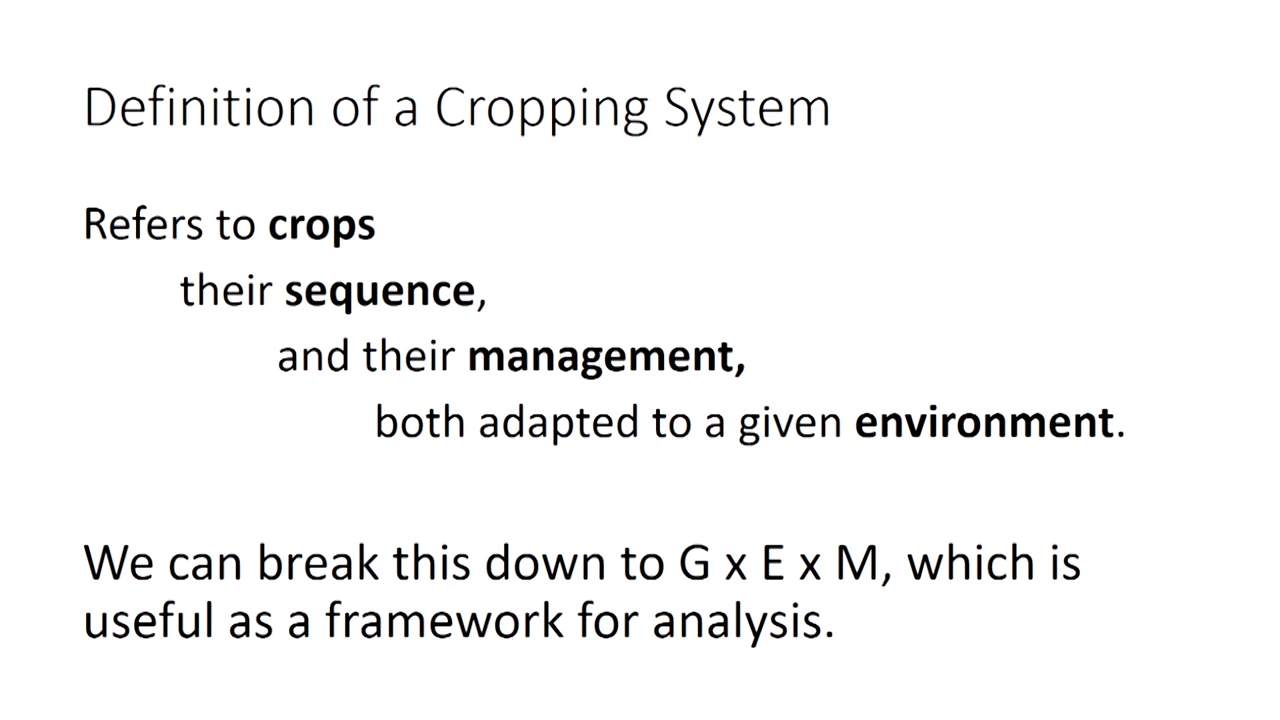 Definition of a Cropping System
Refers to crops
their sequence,
and their management,
both adapted to a given environment.
We can break this down to G x E x M, which is
useful as a framework for analysis.